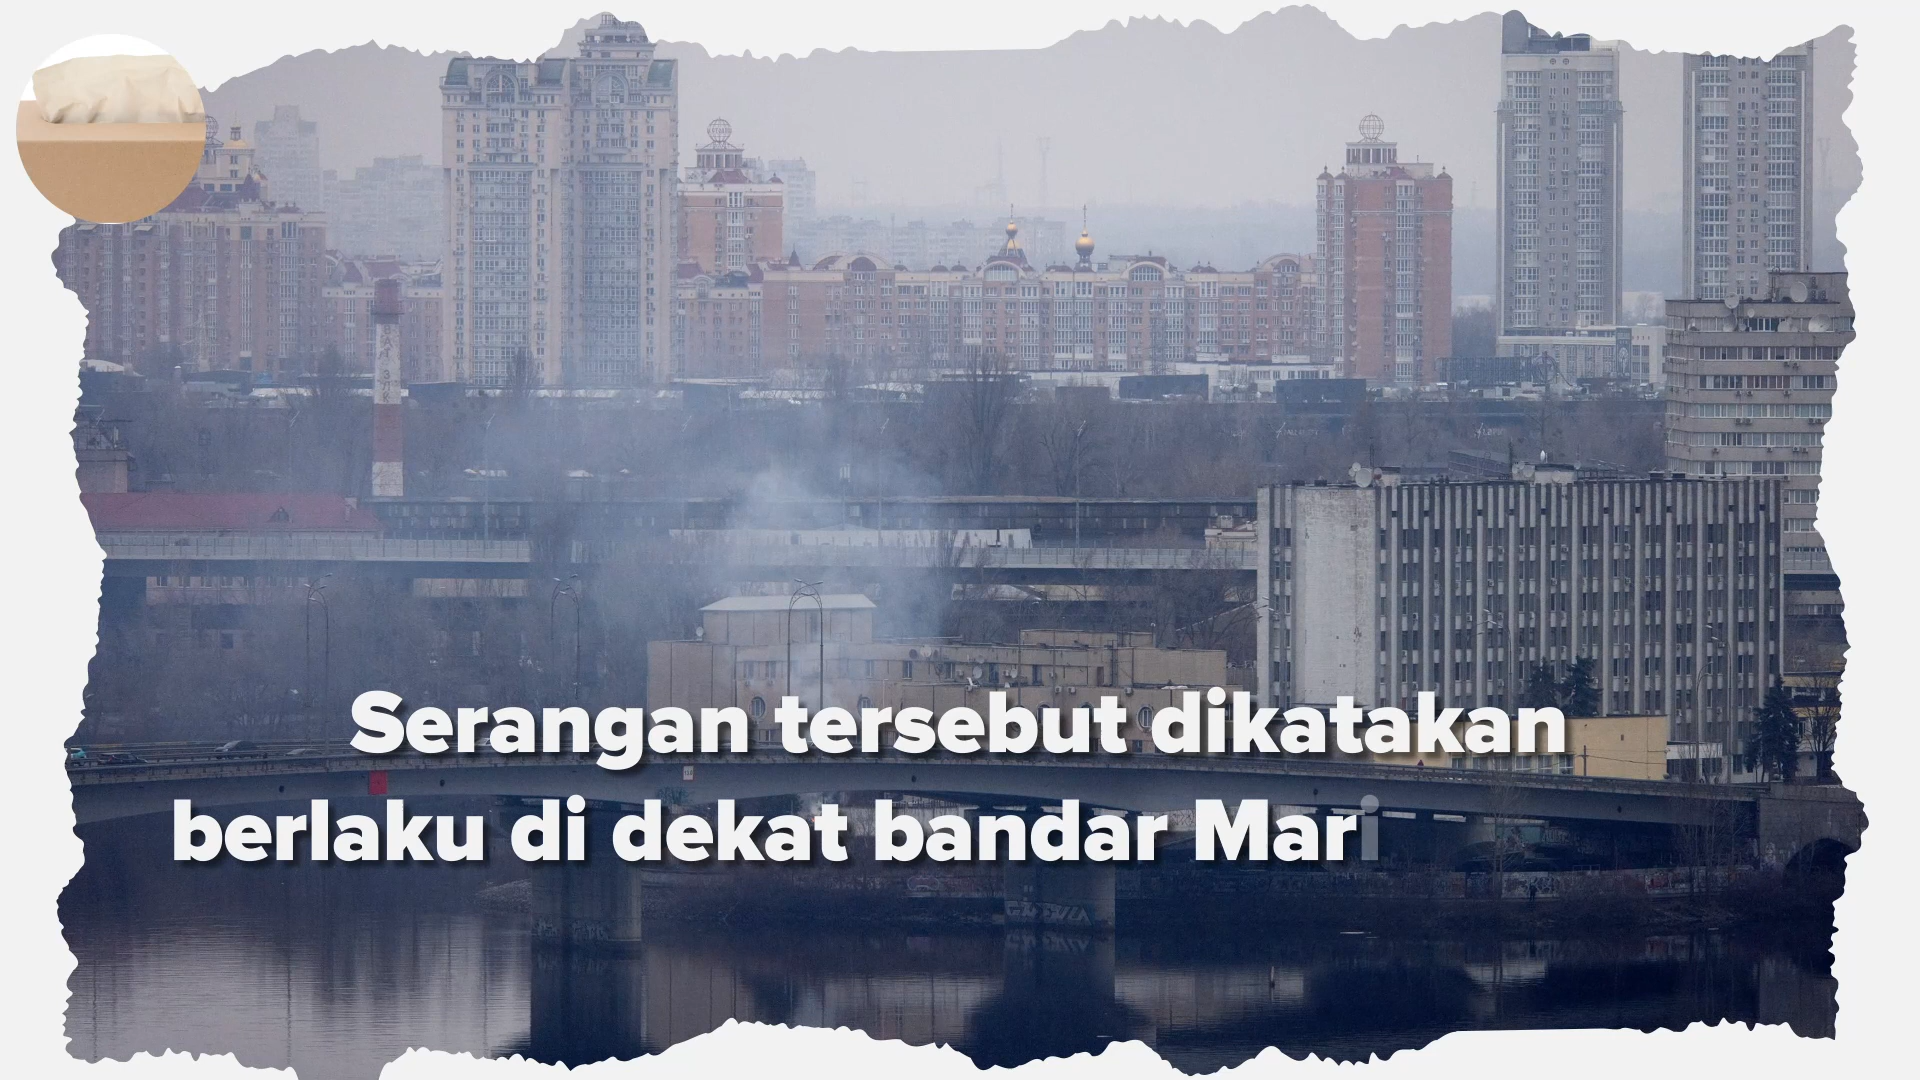 Serangan tersebut dikatakan
berlaku di dekat bandar Mari